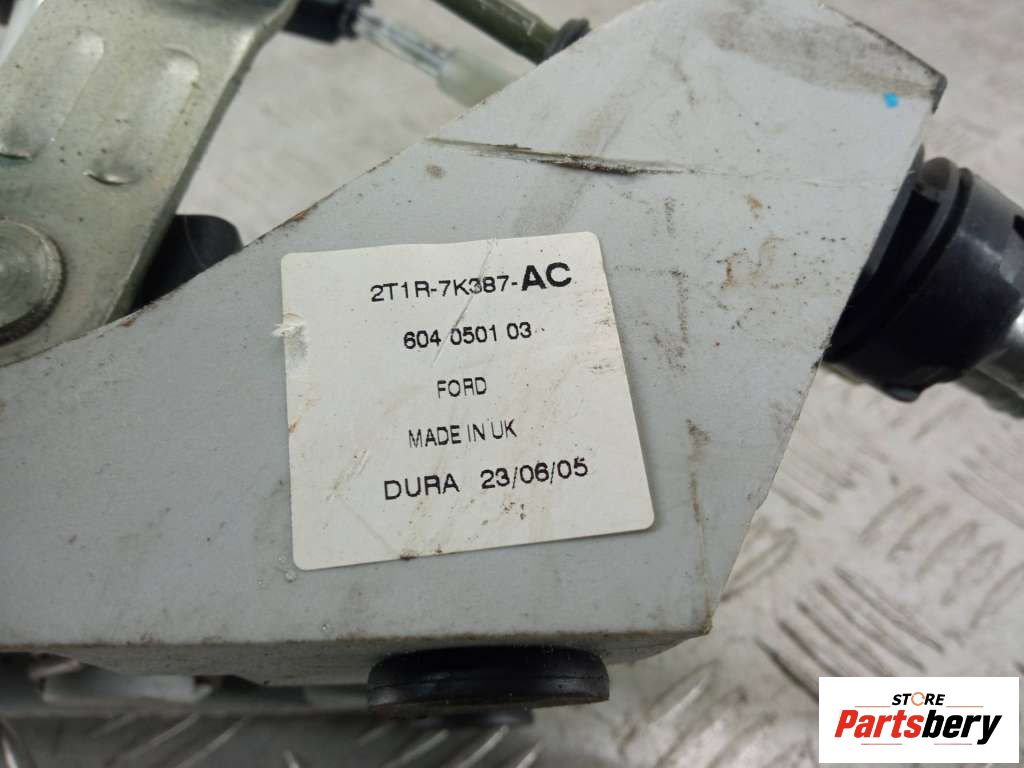 2T1R-7K387-AC
604 0501 03
FORD
MADE IN UK
DURA 23/06/05
STORE
Partsbery